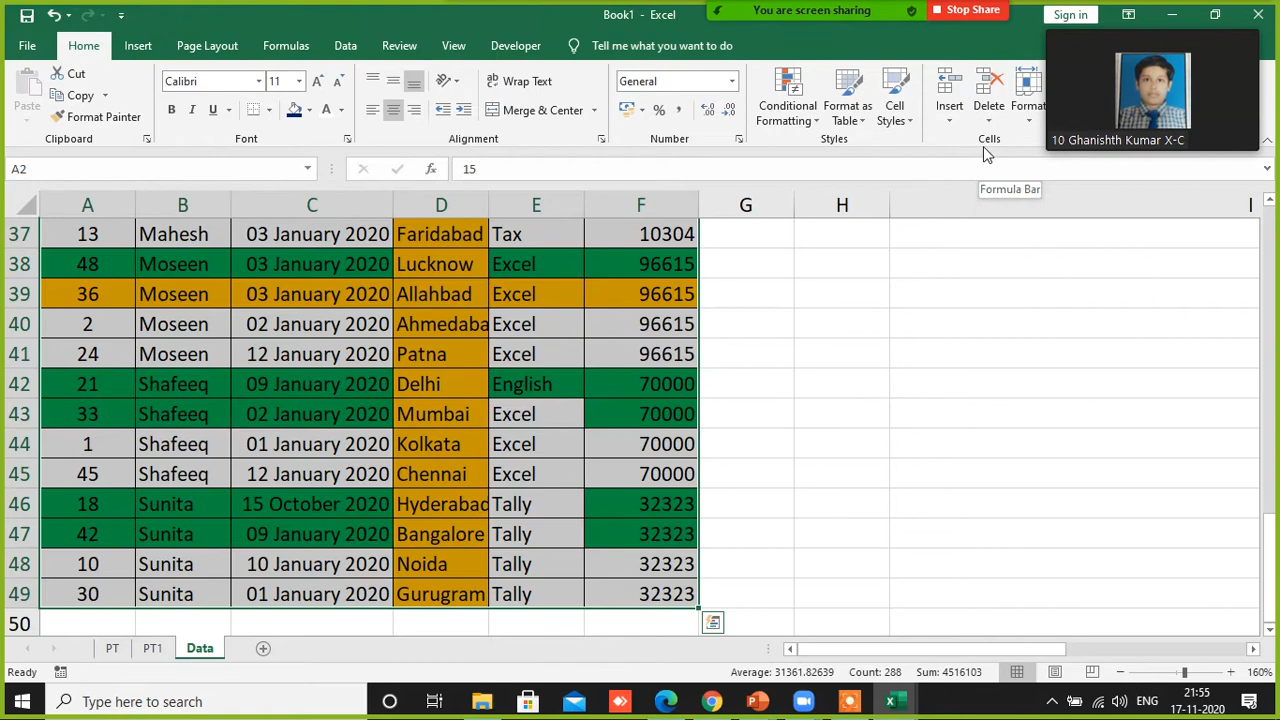 Book1 - Excel
You are screen sharing
Stop Share
Sign in
File Home Insert Page Layout Formulas Data Review View Developer Tell me what you want to do
Paste
Cut
Copy
Format Painter
Clipboard
Calibri 11
B I U
A
Font
Wrap Text
Merge & Center
Alignment
General
%
Number
Conditional Formatting
Format as Table
Cell Styles
Styles
Insert Delete Format
Cells
10 Ghanishth Kumar X-C
A2 fx 15
Formula Bar
A B C D E F G H I
37 13 Mahesh 03 January 2020 Faridabad Tax 10304
38 48 Moseen 03 January 2020 Lucknow Excel 96615
39 36 Moseen 03 January 2020 Allahbad Excel 96615
40 2 Moseen 02 January 2020 Ahmedaba Excel 96615
41 24 Moseen 12 January 2020 Patna Excel 96615
42 21 Shafeeq 09 January 2020 Delhi English 70000
43 33 Shafeeq 02 January 2020 Mumbai Excel 70000
44 1 Shafeeq 01 January 2020 Kolkata Excel 70000
45 45 Shafeeq 12 January 2020 Chennai Excel 70000
46 18 Sunita 15 October 2020 Hyderabad Tally 32323
47 42 Sunita 09 January 2020 Bangalore Tally 32323
48 10 Sunita 10 January 2020 Noida Tally 32323
49 30 Sunita 01 January 2020 Gurugram Tally 32323
50
PT PT1 Data
Ready Average: 31361.82639 Count: 288 Sum: 4516103 160%
Type here to search
ENG
21:55
17-11-2020